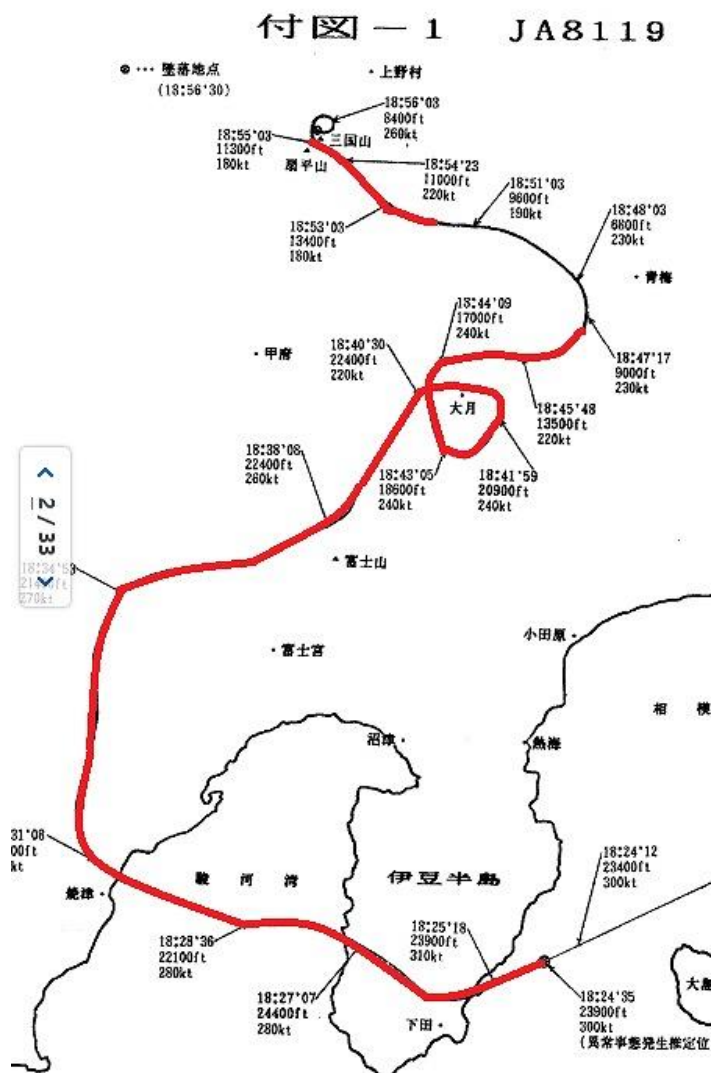 付図－1 JA8119
◎ … 墜落地点
(18:56'30)
・上野村
18:56'03
8400ft
260kt
18:55'03
11300ft
180kt
三国山
扇平山
18:54'23
11000ft
220kt
18:51'03
9600ft
190kt
18:48'03
6800ft
230kt
18:53'03
13400ft
180kt
・青梅
18:44'09
17000ft
240kt
18:40'30
22400ft
220kt
・甲府
18:47'17
9000ft
230kt
大月
18:45'48
13500ft
220kt
18:38'08
22400ft
260kt
18:43'05
18600ft
240kt
18:41'59
20900ft
240kt
2 / 33
富士山
270kt
小田原
・富士宮
相 模
沼津・
熱海
31'08
00ft
kt
焼津・
駿 河 湾
伊豆半島
18:24'12
23400ft
300kt
18:25'18
23900ft
310kt
18:28'36
22100ft
280kt
18:27'07
24400ft
280kt
下田・
大島
18:24'35
23900ft
300kt
(異常事態発生推定位